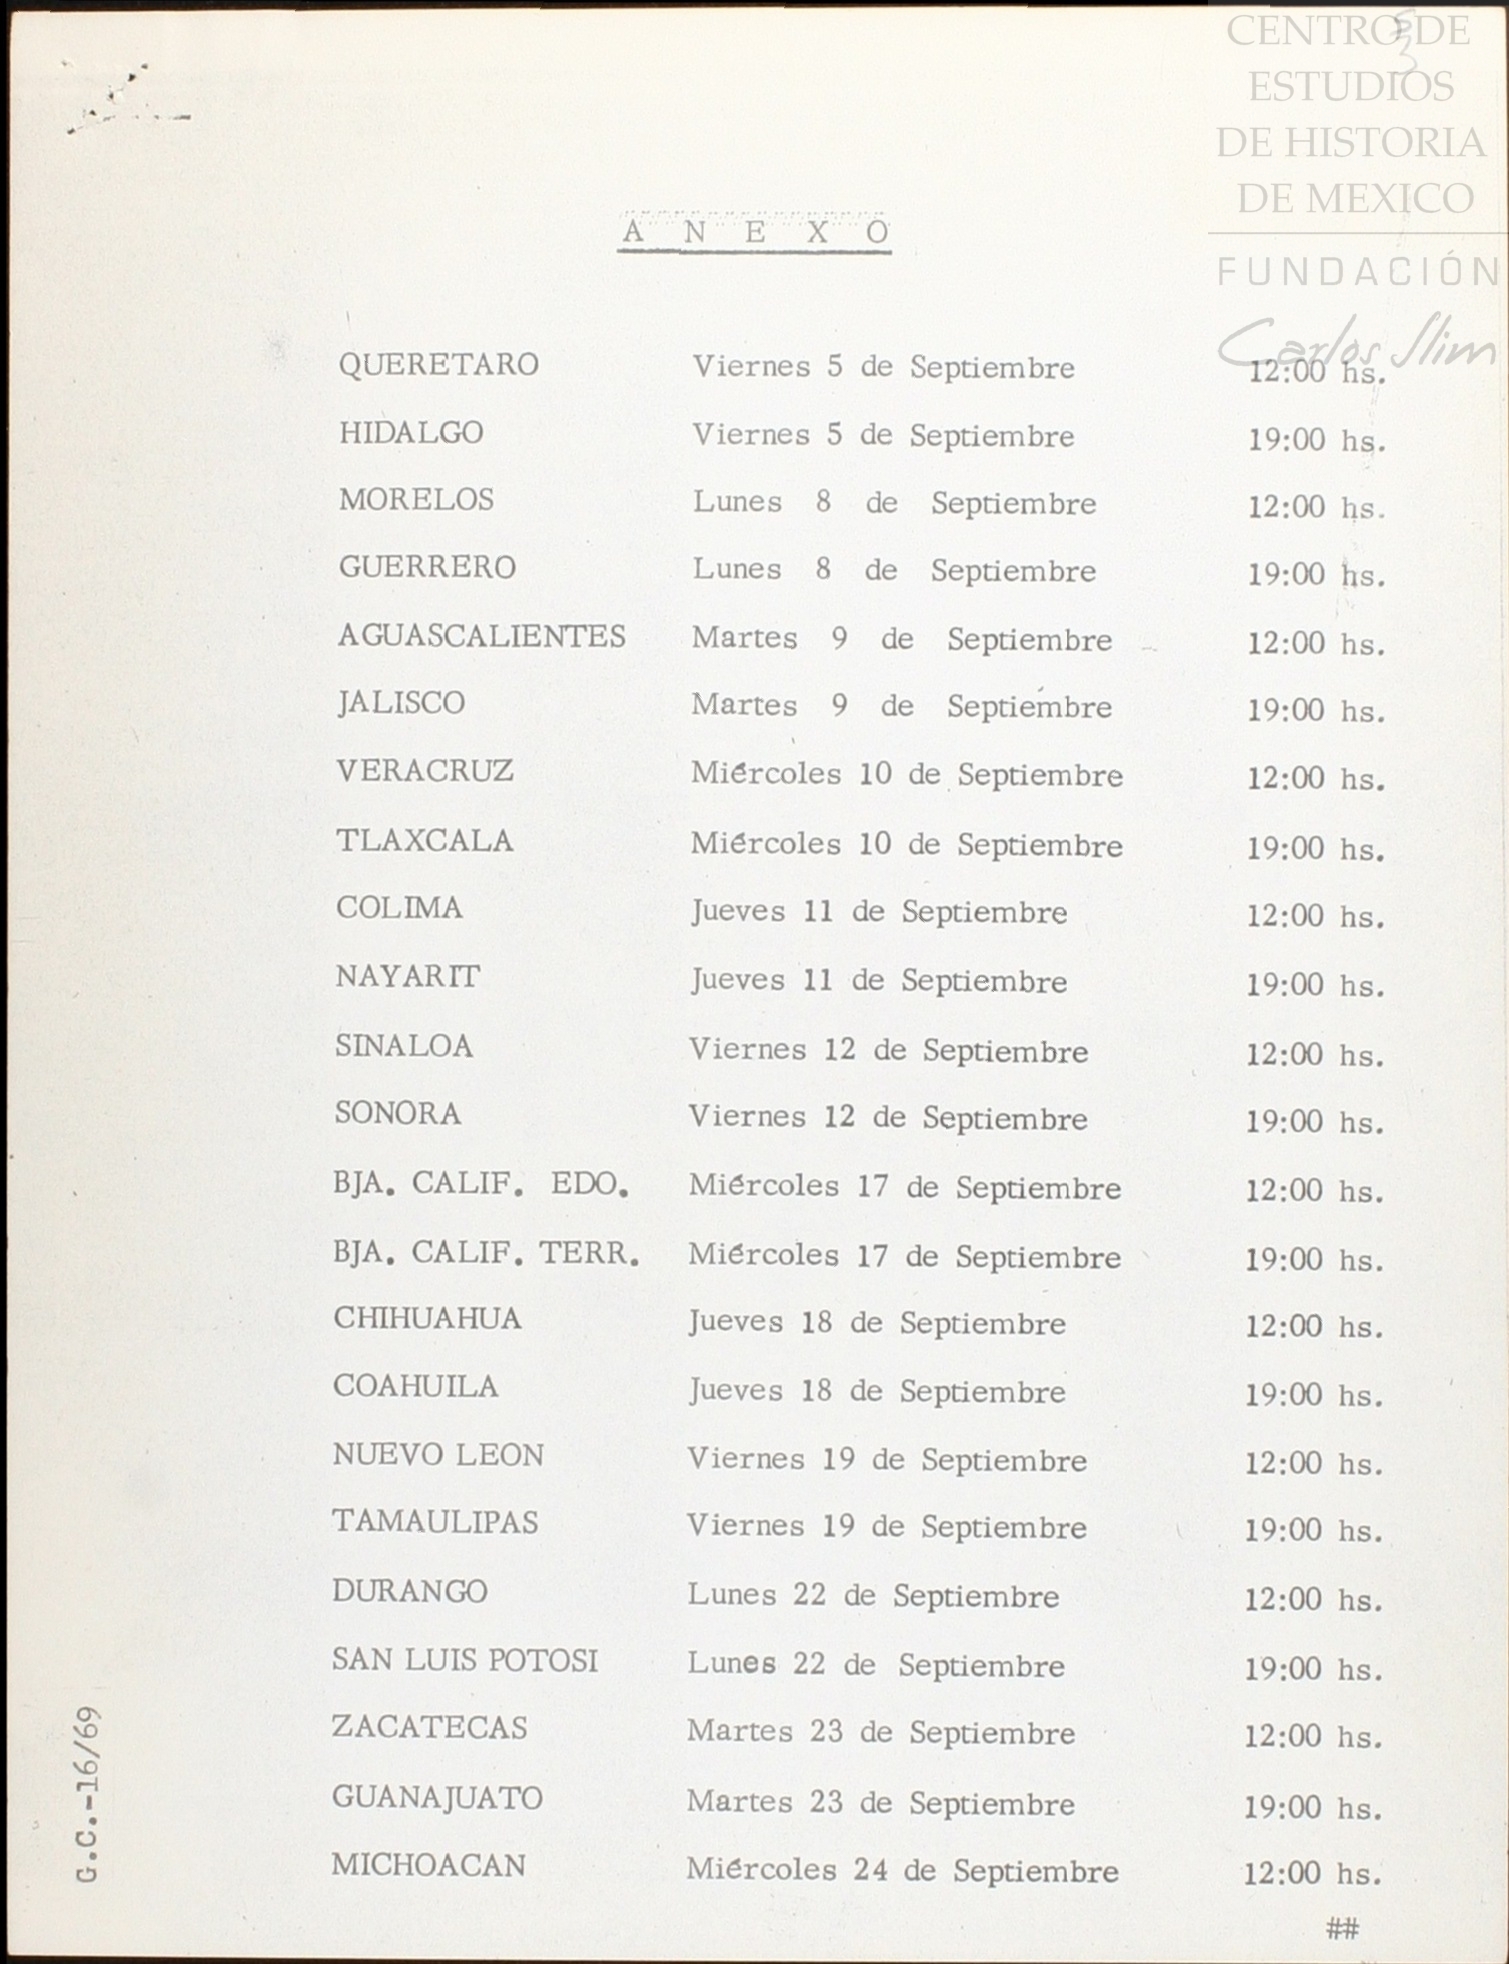 CENTRO DE
ESTUDIOS
DE HISTORIA
DE MEXICO
FUNDACIÓN
Carlos Slim
A N E X O
QUERETARO Viernes 5 de Septiembre 12:00 hs.
HIDALGO Viernes 5 de Septiembre 19:00 hs.
MORELOS Lunes 8 de Septiembre 12:00 hs.
GUERRERO Lunes 8 de Septiembre 19:00 hs.
AGUASCALIENTES Martes 9 de Septiembre 12:00 hs.
JALISCO Martes 9 de Septiembre 19:00 hs.
VERACRUZ Miércoles 10 de Septiembre 12:00 hs.
TLAXCALA Miércoles 10 de Septiembre 19:00 hs.
COLIMA Jueves 11 de Septiembre 12:00 hs.
NAYARIT Jueves 11 de Septiembre 19:00 hs.
SINALOA Viernes 12 de Septiembre 12:00 hs.
SONORA Viernes 12 de Septiembre 19:00 hs.
BJA. CALIF. EDO. Miércoles 17 de Septiembre 12:00 hs.
BJA. CALIF. TERR. Miércoles 17 de Septiembre 19:00 hs.
CHIHUAHUA Jueves 18 de Septiembre 12:00 hs.
COAHUILA Jueves 18 de Septiembre 19:00 hs.
NUEVO LEON Viernes 19 de Septiembre 12:00 hs.
TAMAULIPAS Viernes 19 de Septiembre 19:00 hs.
DURANGO Lunes 22 de Septiembre 12:00 hs.
SAN LUIS POTOSI Lunes 22 de Septiembre 19:00 hs.
ZACATECAS Martes 23 de Septiembre 12:00 hs.
GUANAJUATO Martes 23 de Septiembre 19:00 hs.
MICHOACAN Miércoles 24 de Septiembre 12:00 hs.
##
G.C.-16/69